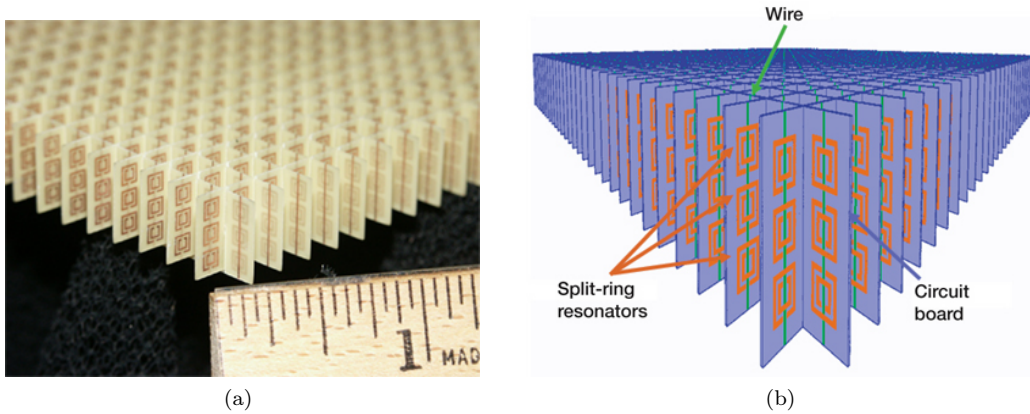 1
MAD
(a)
Wire
Split-ring
resonators
Circuit
board
(b)